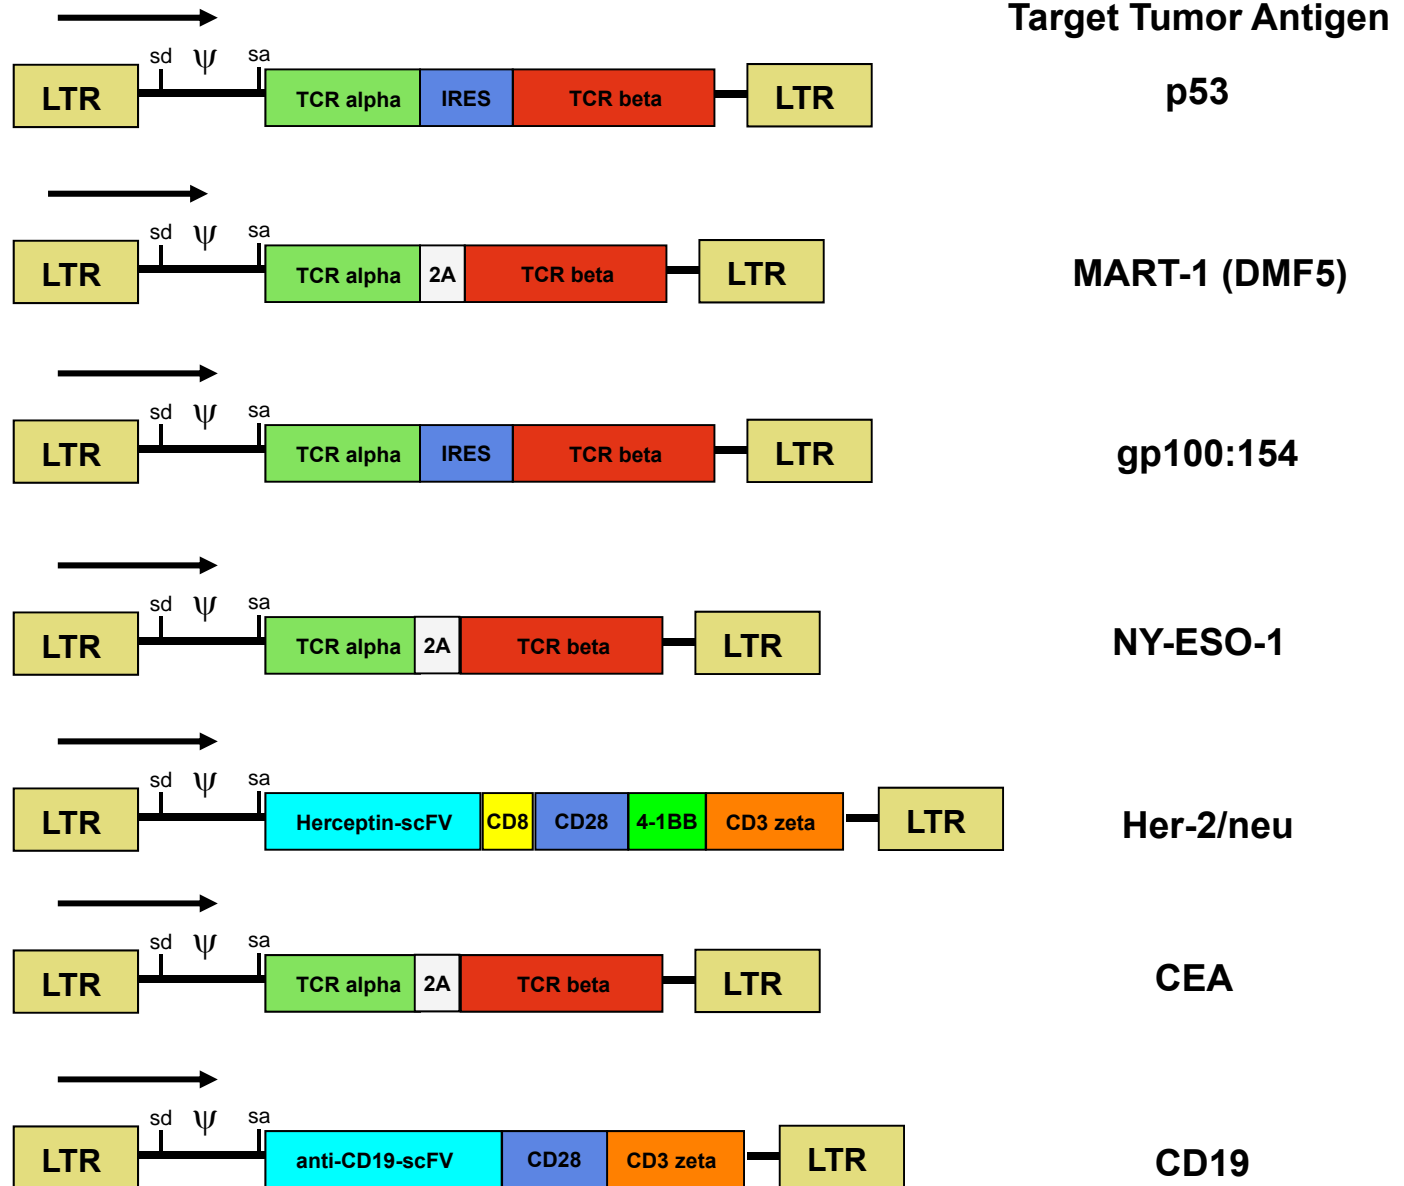 Target Tumor Antigen
sd ψ sa
LTR TCR alpha IRES TCR beta LTR p53
sd ψ sa
LTR TCR alpha 2A TCR beta LTR MART-1 (DMF5)
sd ψ sa
LTR TCR alpha IRES TCR beta LTR gp100:154
sd ψ sa
LTR TCR alpha 2A TCR beta LTR NY-ESO-1
sd ψ sa
LTR Herceptin-scFV CD8 CD28 4-1BB CD3 zeta LTR Her-2/neu
sd ψ sa
LTR TCR alpha 2A TCR beta LTR CEA
sd ψ sa
LTR anti-CD19-scFV CD28 CD3 zeta LTR CD19